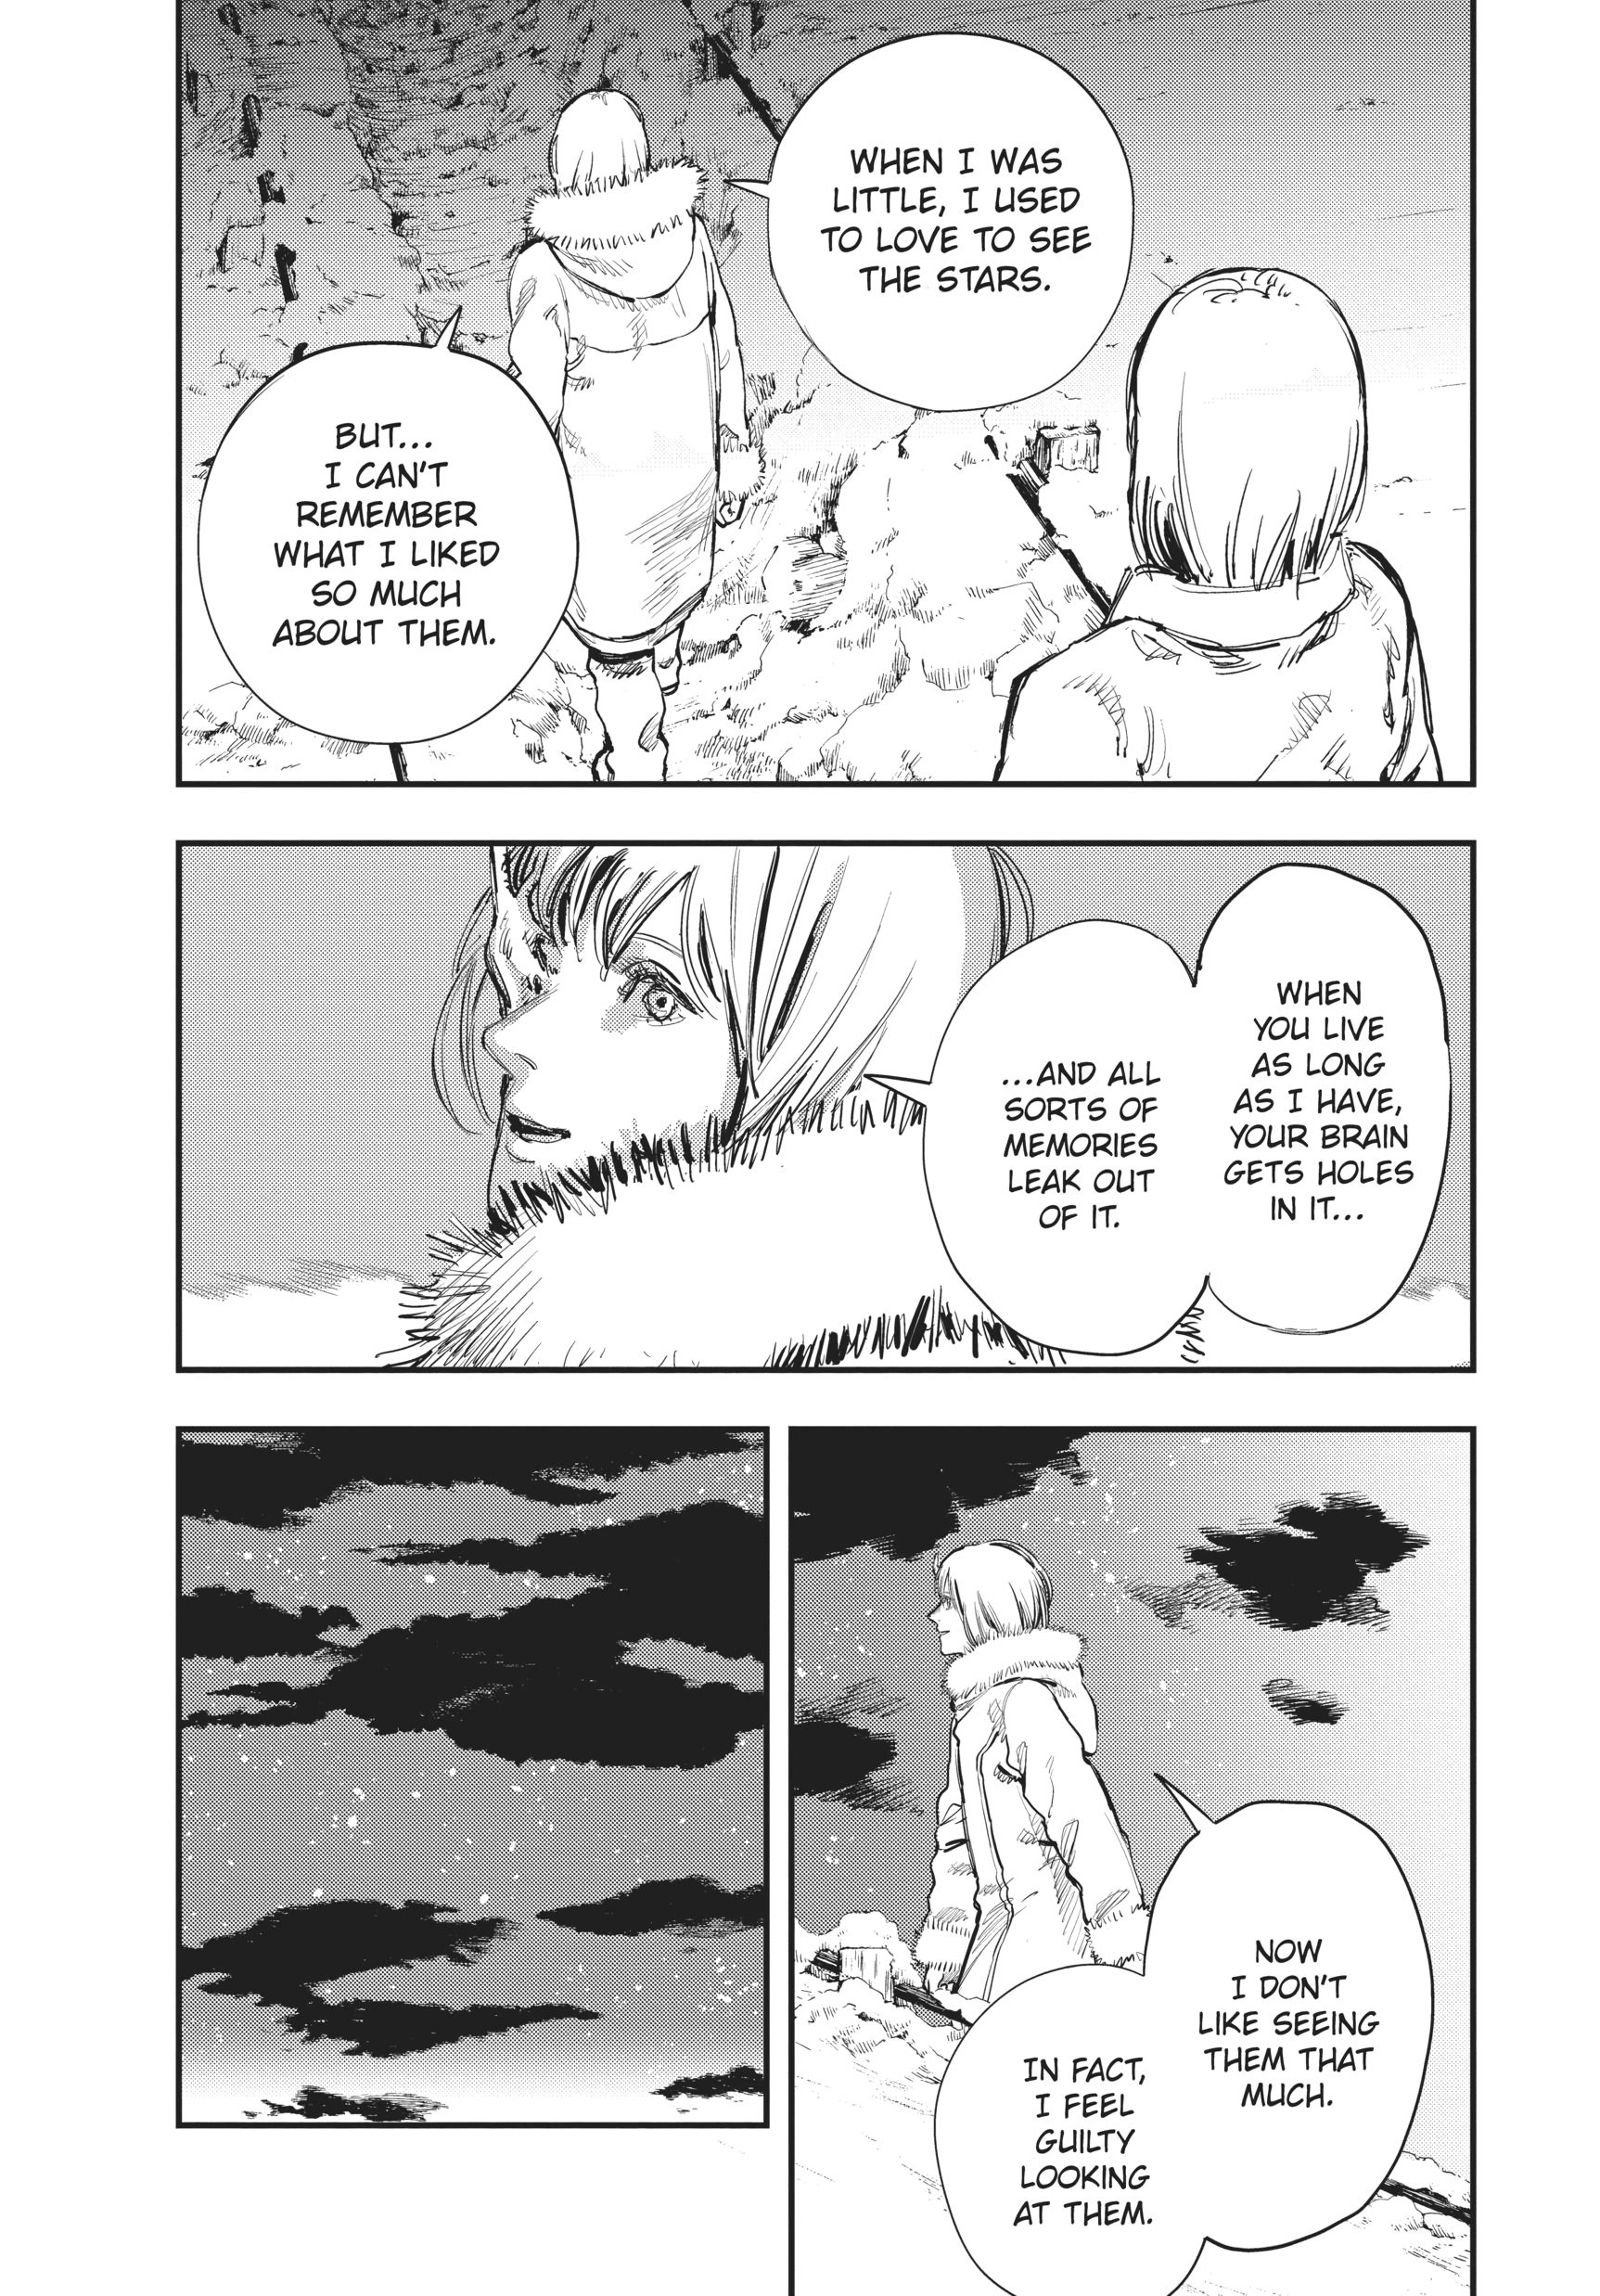 WHEN I WAS
LITTLE, I USED
TO LOVE TO SEE
THE STARS.
BUT...
I CAN'T
REMEMBER
WHAT I LIKED
SO MUCH
ABOUT THEM.
WHEN
YOU LIVE
AS LONG
AS I HAVE,
YOUR BRAIN
GETS HOLES
IN IT...
...AND ALL
SORTS OF
MEMORIES
LEAK OUT
OF IT.
NOW
I DON'T
LIKE SEEING
THEM THAT
MUCH.
IN FACT,
I FEEL
GUILTY
LOOKING
AT THEM.